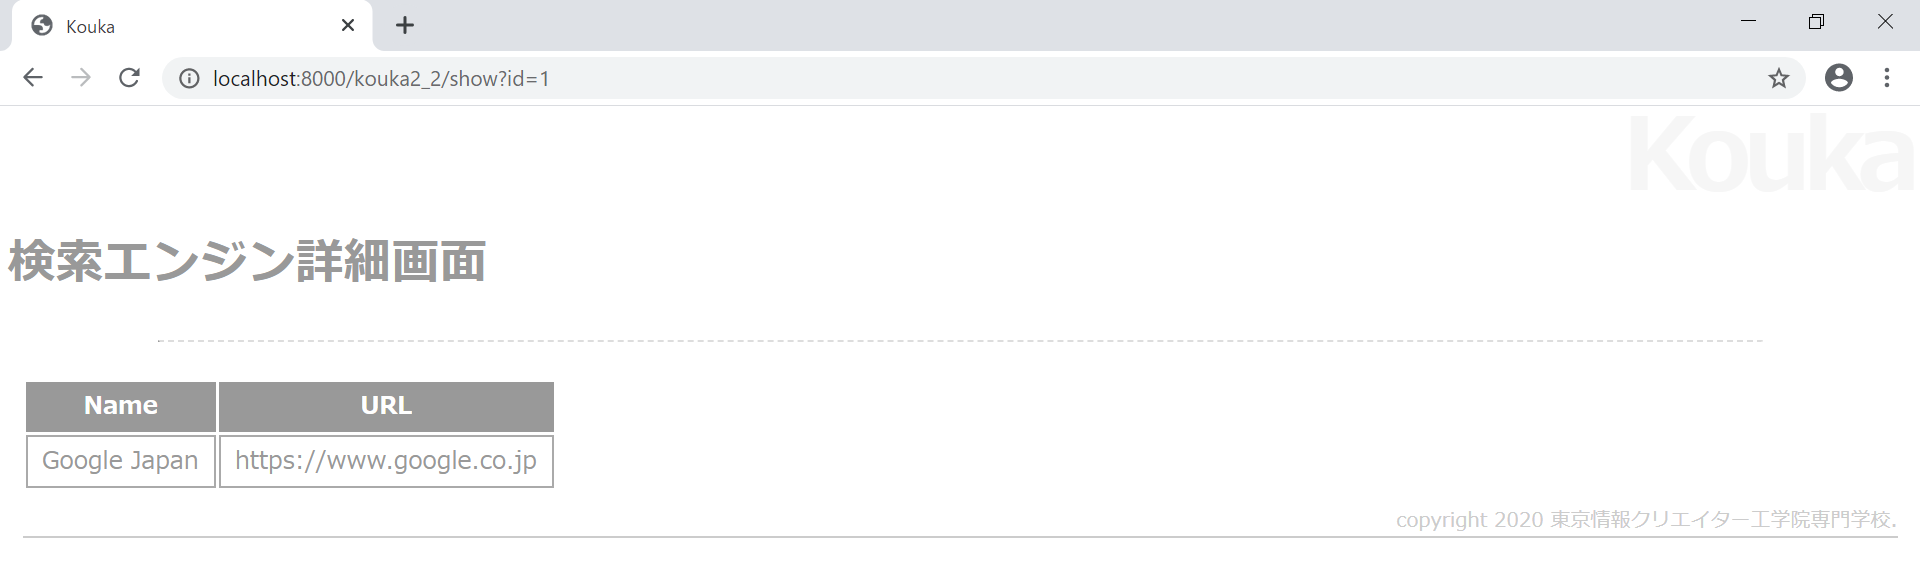 Kouka
localhost:8000/kouka2_2/show?id=1
Kouka
検索エンジン詳細画面
Name URL
Google Japan https://www.google.co.jp
copyright 2020 東京情報クリエイター工学院専門学校.